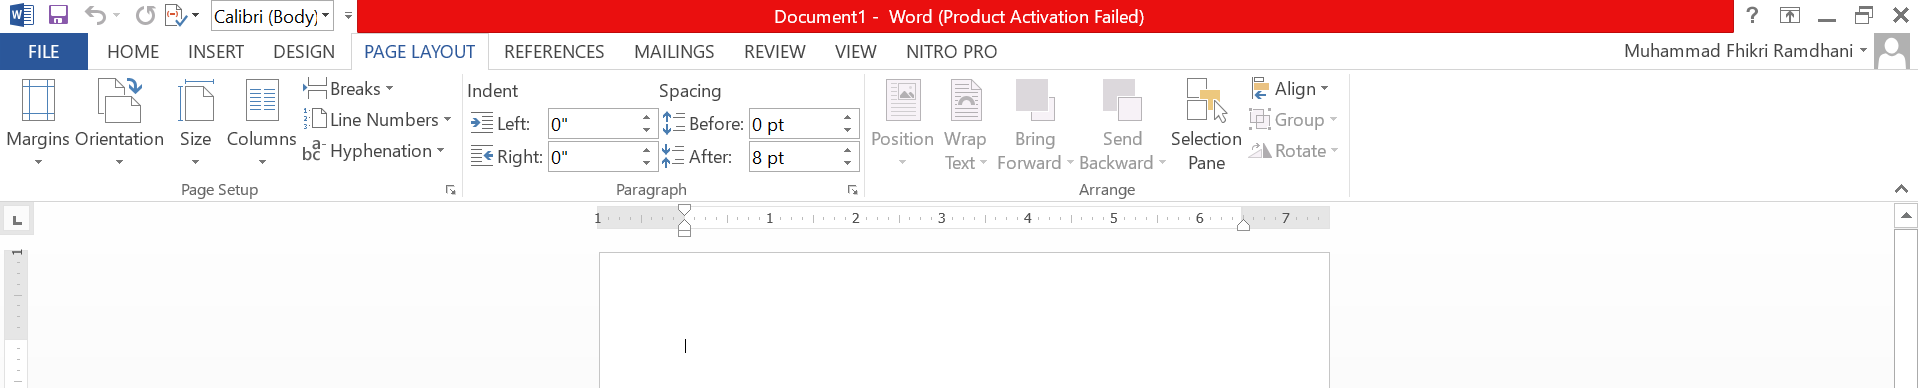 Calibri (Body)
Document1 - Word (Product Activation Failed)
?
FILE HOME INSERT DESIGN PAGE LAYOUT REFERENCES MAILINGS REVIEW VIEW NITRO PRO
Muhammad Fhikri Ramdhani
Margins
Orientation
Size
Columns
Breaks
Line Numbers
Hyphenation
Page Setup
Indent
Left: 0"
Right: 0"
Spacing
Before: 0 pt
After: 8 pt
Paragraph
Position
Wrap
Text
Bring
Forward
Send
Backward
Selection
Pane
Align
Group
Rotate
Arrange
1 1 2 3 4 5 6 7
1